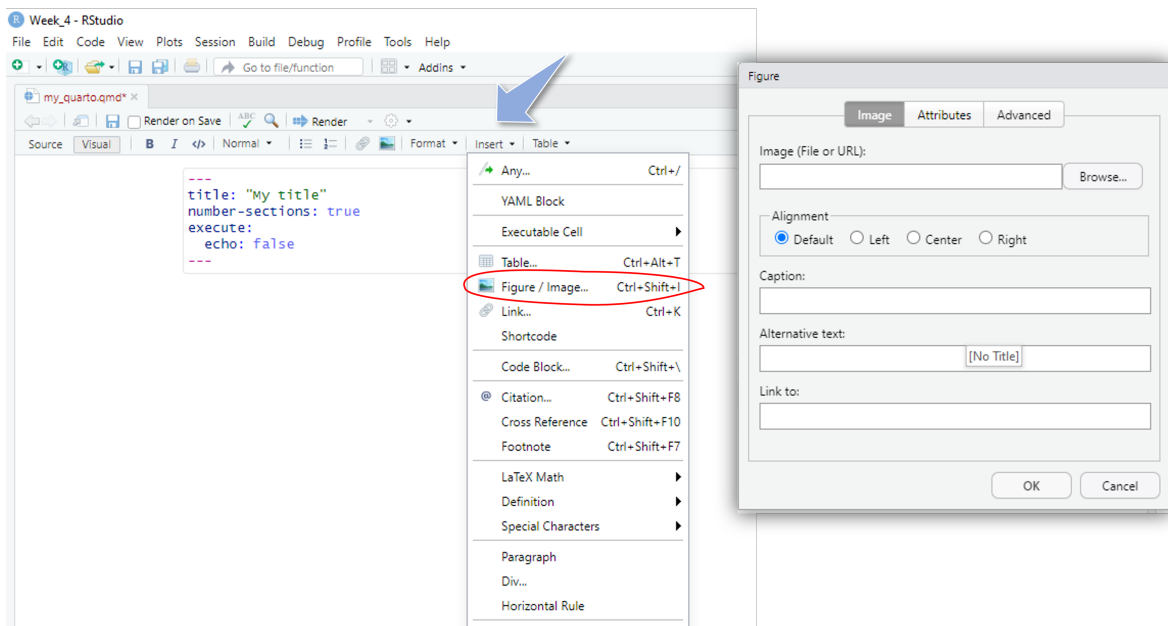 Week_4 - RStudio
File Edit Code View Plots Session Build Debug Profile Tools Help
Go to file/function Addins
my_quarto.qmd*
Render on Save ABC Render
Source Visual B I </> Normal Format Insert Table
---
title: "My title"
number-sections: true
execute:
echo: false
---
Any... Ctrl+/
YAML Block
Executable Cell
Table... Ctrl+Alt+T
Figure / Image... Ctrl+Shift+I
Link... Ctrl+K
Shortcode
Code Block... Ctrl+Shift+\
@ Citation... Ctrl+Shift+F8
Cross Reference Ctrl+Shift+F10
Footnote Ctrl+Shift+F7
LaTeX Math
Definition
Special Characters
Paragraph
Div...
Horizontal Rule
Figure
Image Attributes Advanced
Image (File or URL):
Browse...
Alignment
Default Left Center Right
Caption:
Alternative text:
[No Title]
Link to:
OK Cancel